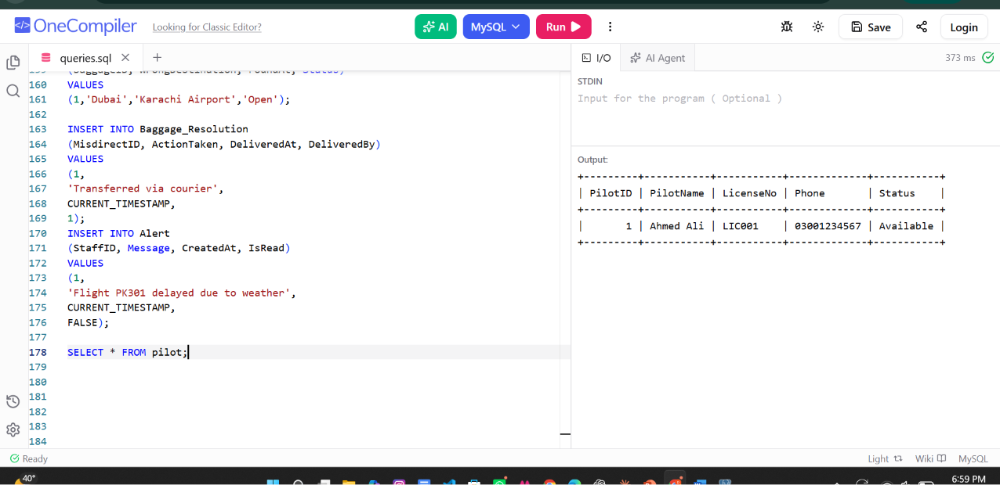 OneCompiler
Looking for Classic Editor?
AI
MySQL
Run
Save
Login
queries.sql
I/O
AI Agent
373 ms
160 VALUES
161 (1,'Dubai','Karachi Airport','Open');
162
163 INSERT INTO Baggage_Resolution
164 (MisdirectID, ActionTaken, DeliveredAt, DeliveredBy)
165 VALUES
166 (1,
167 'Transferred via courier',
168 CURRENT_TIMESTAMP,
169 1);
170 INSERT INTO Alert
171 (StaffID, Message, CreatedAt, IsRead)
172 VALUES
173 (1,
174 'Flight PK301 delayed due to weather',
175 CURRENT_TIMESTAMP,
176 FALSE);
177
178 SELECT * FROM pilot;
179
180
181
182
183
184
STDIN
Input for the program ( Optional )
Output:
+---------+-----------+-----------+-------------+-----------+
| PilotID | PilotName | LicenseNo | Phone       | Status    |
+---------+-----------+-----------+-------------+-----------+
|       1 | Ahmed Ali | LIC001    | 03001234567 | Available |
+---------+-----------+-----------+-------------+-----------+
Ready
Light
Wiki
MySQL
40°
6:59 PM